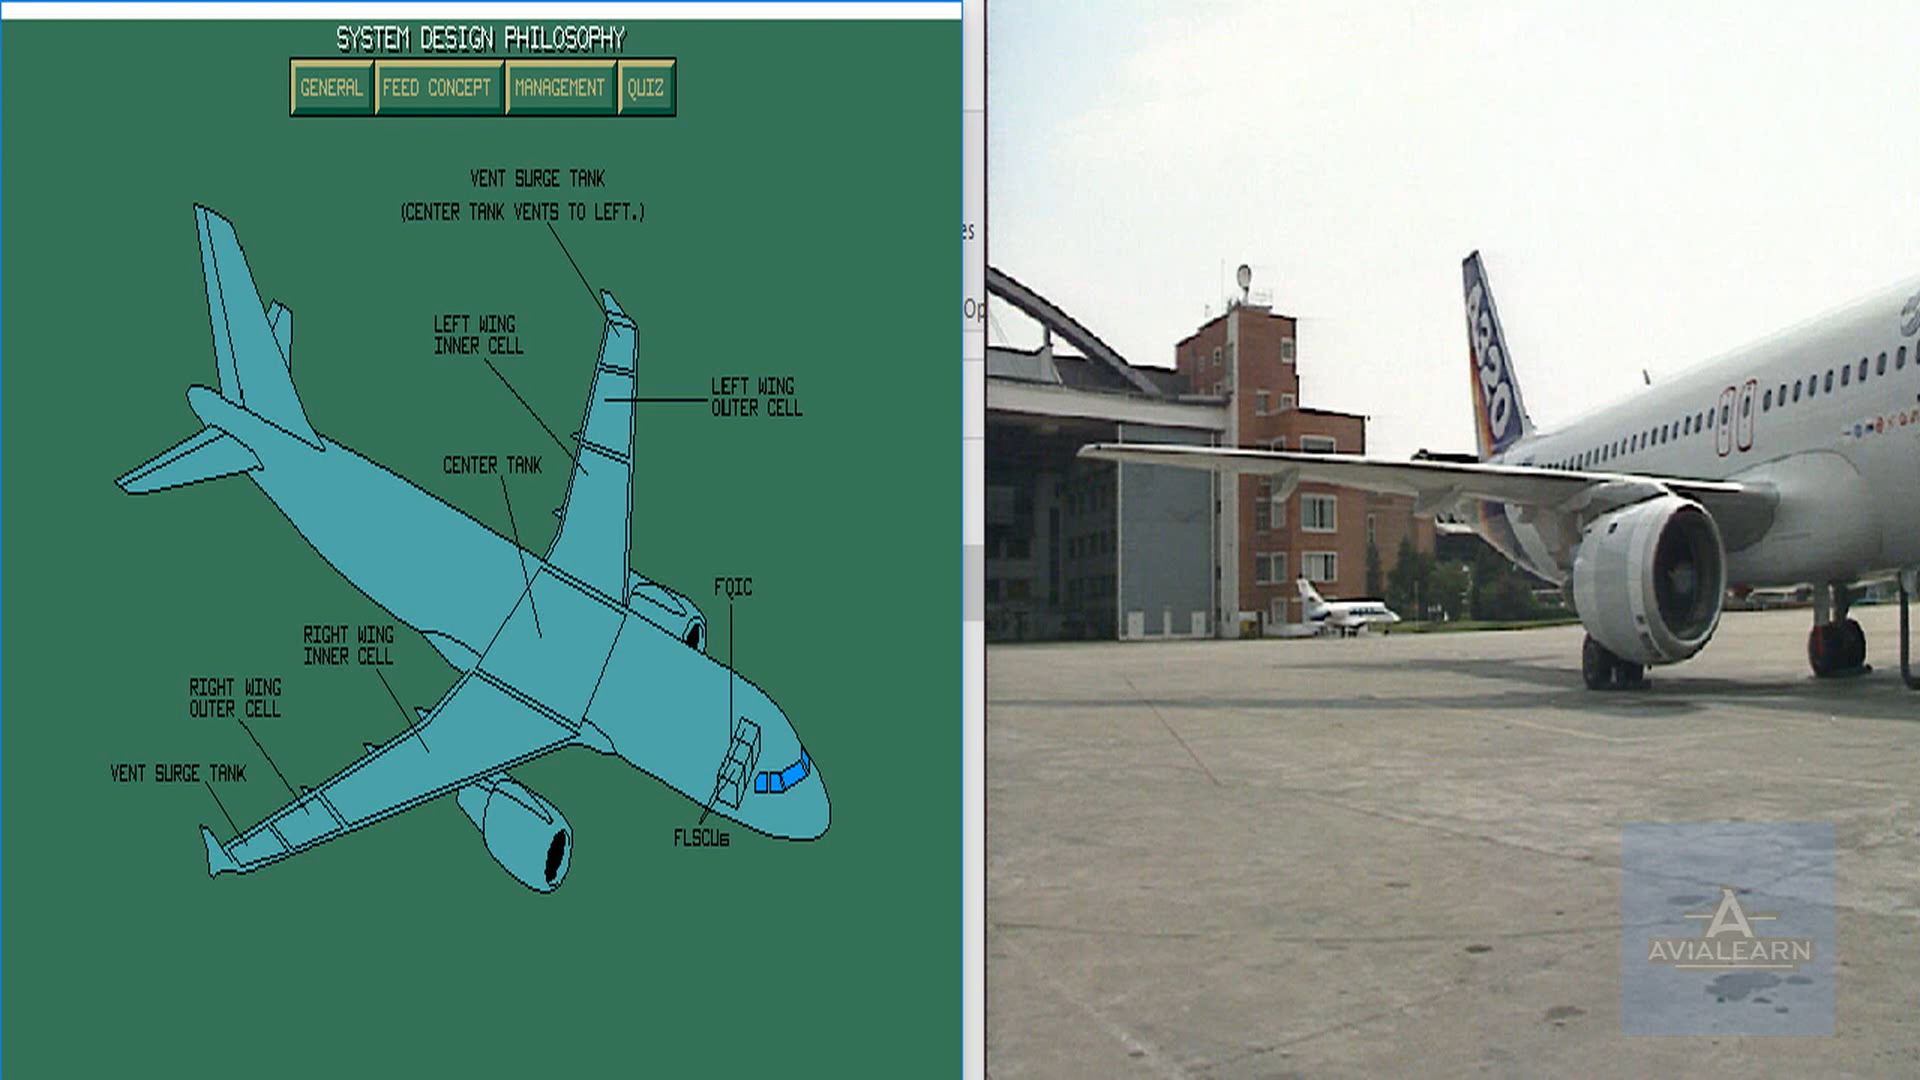 SYSTEM DESIGN PHILOSOPHY
GENERAL
FEED CONCEPT
MANAGEMENT
QUIZ
VENT SURGE TANK
(CENTER TANK VENTS TO LEFT.)
LEFT WING
INNER CELL
LEFT WING
OUTER CELL
CENTER TANK
FQIC
RIGHT WING
INNER CELL
RIGHT WING
OUTER CELL
VENT SURGE TANK
FLSCUs
es
Op
A320
A
AVIALEARN